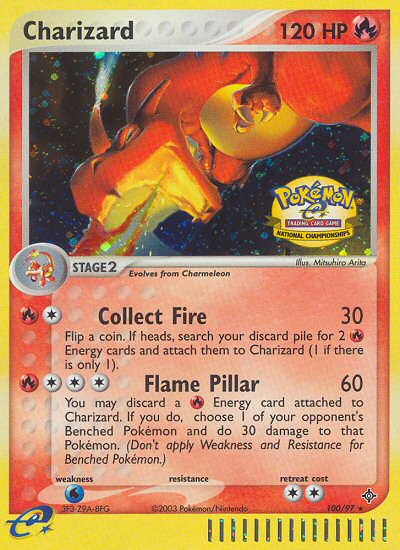 Charizard 120 HP
Pokémon
e
TRADING CARD GAME
NATIONAL CHAMPIONSHIPS
Illus. Mitsuhiro Arita
STAGE2
Evolves from Charmeleon
Collect Fire 30
Flip a coin. If heads, search your discard pile for 2
Energy cards and attach them to Charizard (1 if there
is only 1).
Flame Pillar 60
You may discard a Energy card attached to
Charizard. If you do, choose 1 of your opponent's
Benched Pokémon and do 30 damage to that
Pokémon. (Don't apply Weakness and Resistance for
Benched Pokémon.)
weakness resistance retreat cost
3F3-Z9A-8FG ©2003 Pokémon/Nintendo 100/97 ★
e